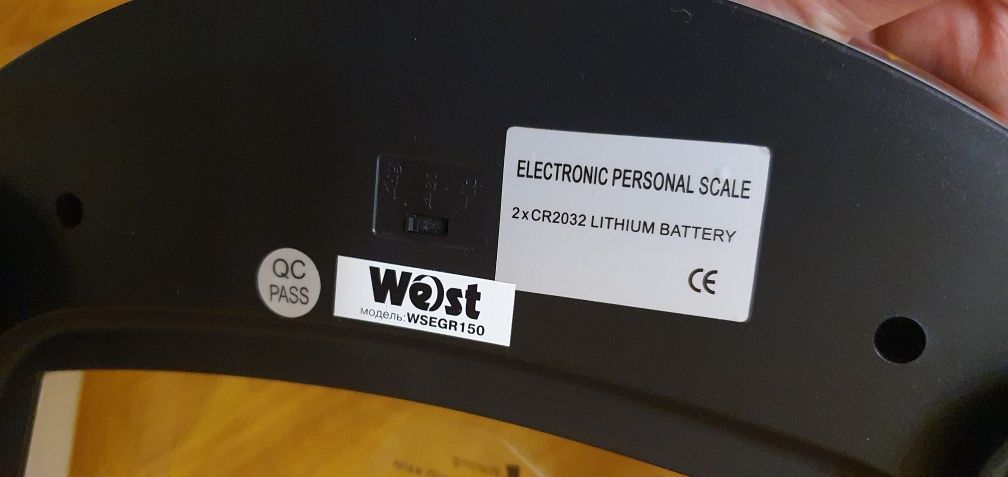 ELECTRONIC PERSONAL SCALE
2xCR2032 LITHIUM BATTERY
CE
QC
PASS
West
модель:WSEGR150